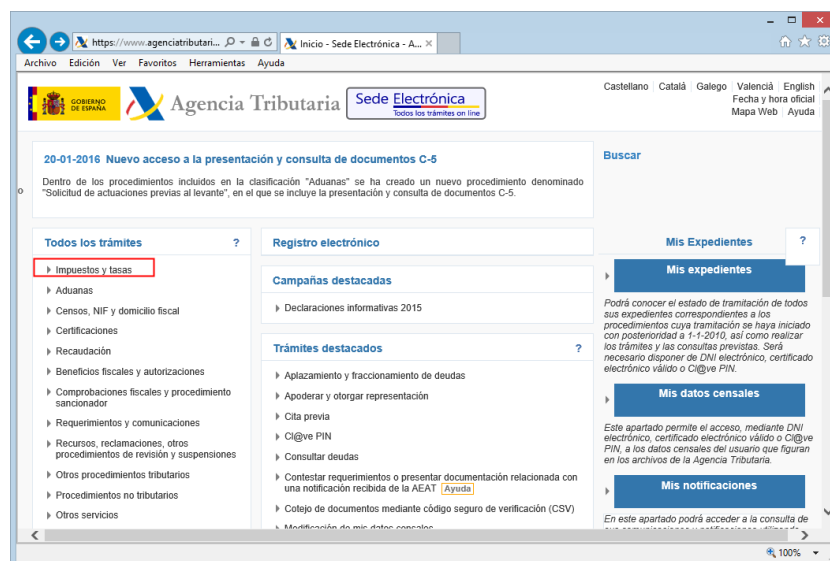 https://www.agenciatributari...
Inicio - Sede Electrónica - A...
Archivo Edición Ver Favoritos Herramientas Ayuda
GOBIERNO DE ESPAÑA
Agencia Tributaria
Sede Electrónica
Todos los trámites on line
Castellano Català Galego Valencià English
Fecha y hora oficial
Mapa Web Ayuda
20-01-2016 Nuevo acceso a la presentación y consulta de documentos C-5
Dentro de los procedimientos incluidos en la clasificación "Aduanas" se ha creado un nuevo procedimiento denominado
"Solicitud de actuaciones previas al levante", en el que se incluye la presentación y consulta de documentos C-5.
o
Buscar
Todos los trámites ?
Impuestos y tasas
Aduanas
Censos, NIF y domicilio fiscal
Certificaciones
Recaudación
Beneficios fiscales y autorizaciones
Comprobaciones fiscales y procedimiento
sancionador
Requerimientos y comunicaciones
Recursos, reclamaciones, otros
procedimientos de revisión y suspensiones
Otros procedimientos tributarios
Procedimientos no tributarios
Otros servicios
Registro electrónico
Campañas destacadas
Declaraciones informativas 2015
Trámites destacados ?
Aplazamiento y fraccionamiento de deudas
Apoderar y otorgar representación
Cita previa
Cl@ve PIN
Consultar deudas
Contestar requerimientos o presentar documentación relacionada con
una notificación recibida de la AEAT Ayuda
Cotejo de documentos mediante código seguro de verificación (CSV)
Modificación de mis datos censales
Mis Expedientes ?
Mis expedientes
Podrá conocer el estado de tramitación de todos
sus expedientes correspondientes a los
procedimientos cuya tramitación se haya iniciado
con posterioridad a 1-1-2010, así como realizar
los trámites y las consultas previstas. Será
necesario disponer de DNI electrónico, certificado
electrónico válido o Cl@ve PIN.
Mis datos censales
Este apartado permite el acceso, mediante DNI
electrónico, certificado electrónico válido o Cl@ve
PIN, a los datos censales del usuario que figuran
en los archivos de la Agencia Tributaria.
Mis notificaciones
En este apartado podrá acceder a la consulta de
sus comunicaciones y notificaciones utilizando
100%